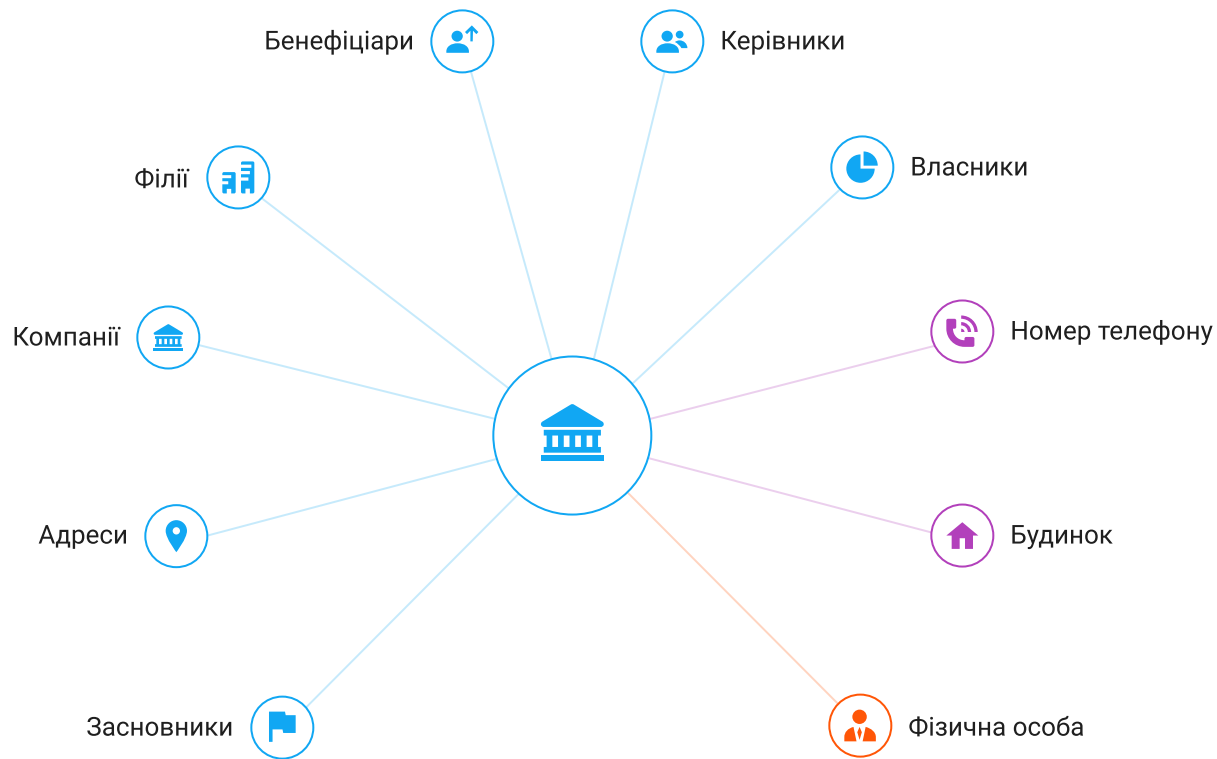 Бенефіціари
Керівники
Філії
Власники
Компанії
Номер телефону
Адреси
Будинок
Засновники
Фізична особа